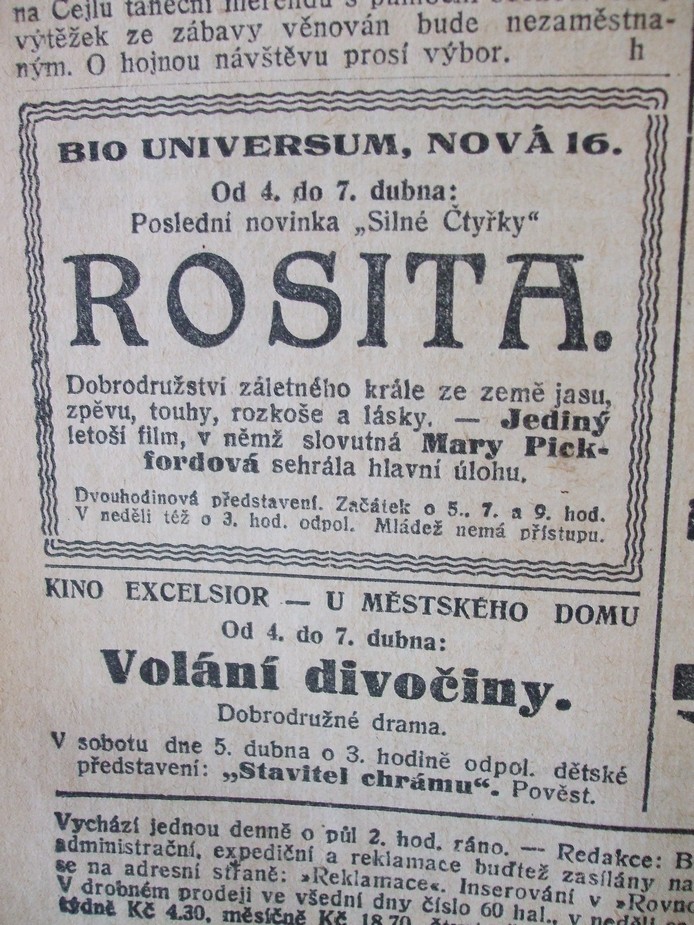 na Cejlu taneční merendu s
výtěžek ze zábavy věnován bude nezaměstna-
ným. O hojnou návštěvu prosí výbor. h
BIO UNIVERSUM, NOVÁ 16.
Od 4. do 7. dubna:
Poslední novinka „Silné Čtyřky“
ROSITA.
Dobrodružství záletného krále ze země jasu,
zpěvu, touhy, rozkoše a lásky. — Jediný
letoší film, v němž slovutná Mary Pick-
fordová sehrála hlavní úlohu.
Dvouhodinová představení. Začátek o 5., 7. a 9. hod.
V neděli též o 3. hod. odpol. Mládež nemá přístupu.
KINO EXCELSIOR — U MĚSTSKÉHO DOMU
Od 4. do 7. dubna:
Volání divočiny.
Dobrodružné drama.
V sobotu dne 5. dubna o 3. hodině odpol. dětské
představení: „Stavitel chrámu“. Pověst.
Vychází jednou denně o půl 2. hod. ráno. — Redakce: B
administrační, expediční a reklamace buďtež zasílány na
se na adresní straně: »Reklamace«. Inserování v »Rovno
V drobném prodeji ve všední dny číslo 60 hal., v neděli
týdně Kč 4.30, měsíčně Kč 18.70,